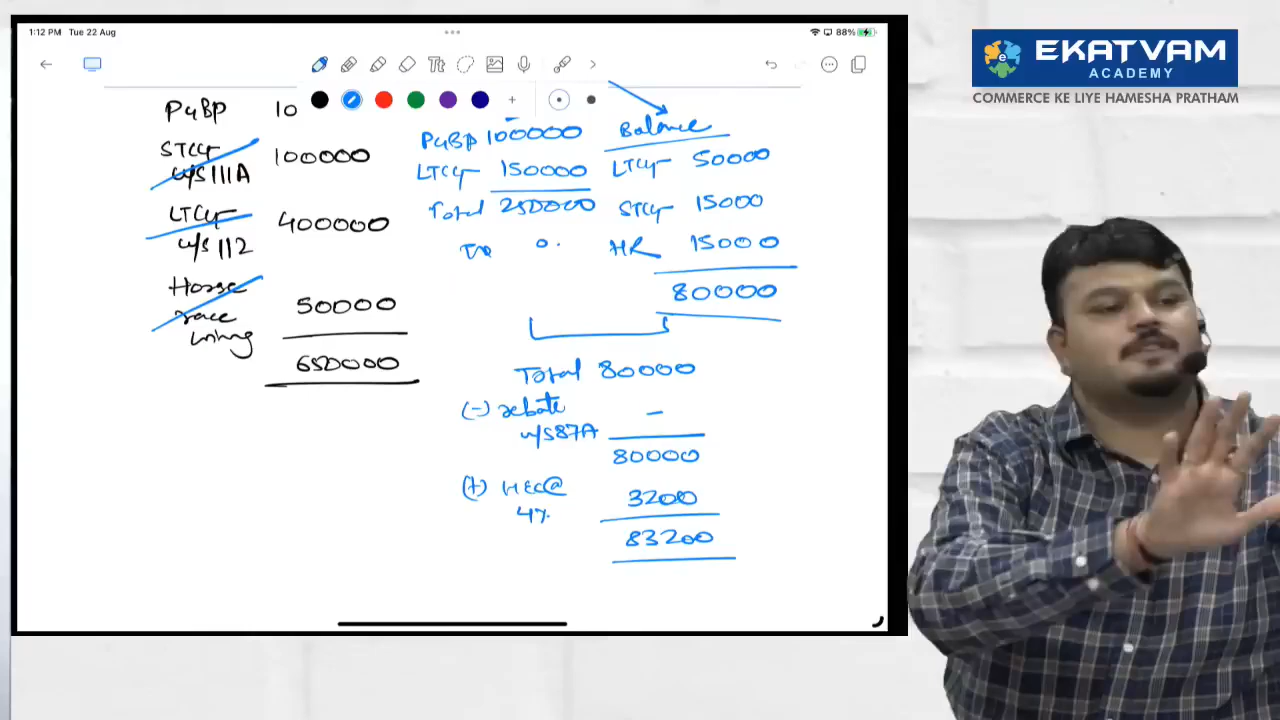 1:12 PM Tue 22 Aug
88%
EKATVAM
ACADEMY
COMMERCE KE LIYE HAMESHA PRATHAM
Tt
PGBP 10
STCG 100000
u/s 111A
LTCG 400000
u/s 112
Horse 50000
race
wining
650000
PGBP 100000
LTCG 150000
Total 250000
0
Balance
LTCG 50000
STCG 15000
HR 15000
80000
Total 80000
(-) rebate —
u/s 87A
80000
(+) HEC@ 3200
4%
83200